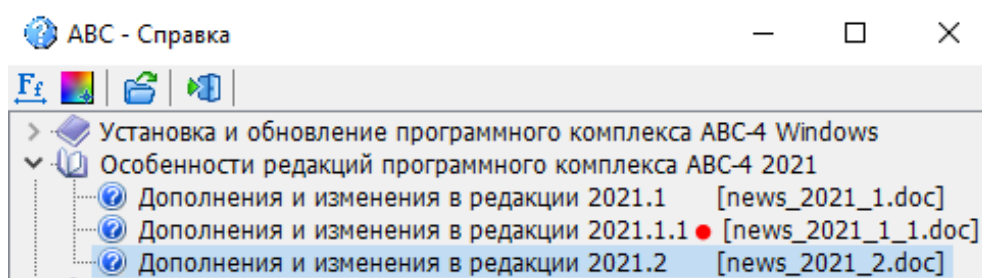 АВС - Справка
Ff
Установка и обновление программного комплекса АВС-4 Windows
Особенности редакций программного комплекса АВС-4 2021
Дополнения и изменения в редакции 2021.1 [news_2021_1.doc]
Дополнения и изменения в редакции 2021.1.1 [news_2021_1_1.doc]
Дополнения и изменения в редакции 2021.2 [news_2021_2.doc]